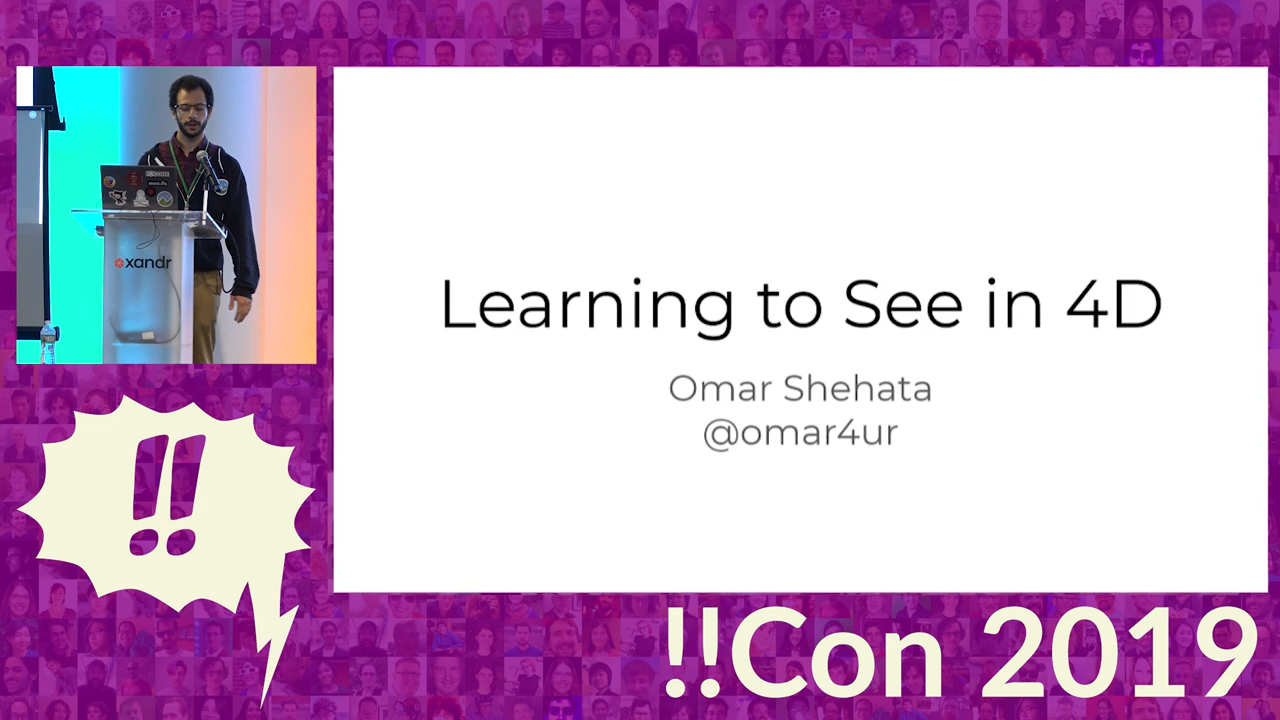 xandr
Learning to See in 4D
Omar Shehata
@omar4ur
!!
!!Con 2019